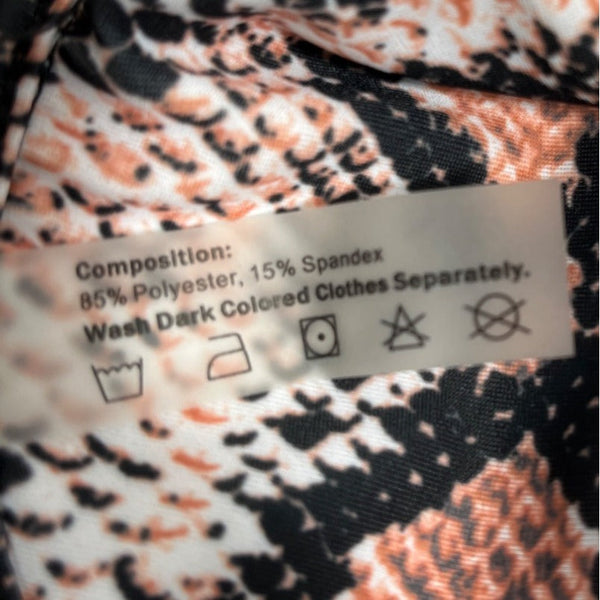 Composition:
85% Polyester, 15% Spandex
Wash Dark Colored Clothes Separately.